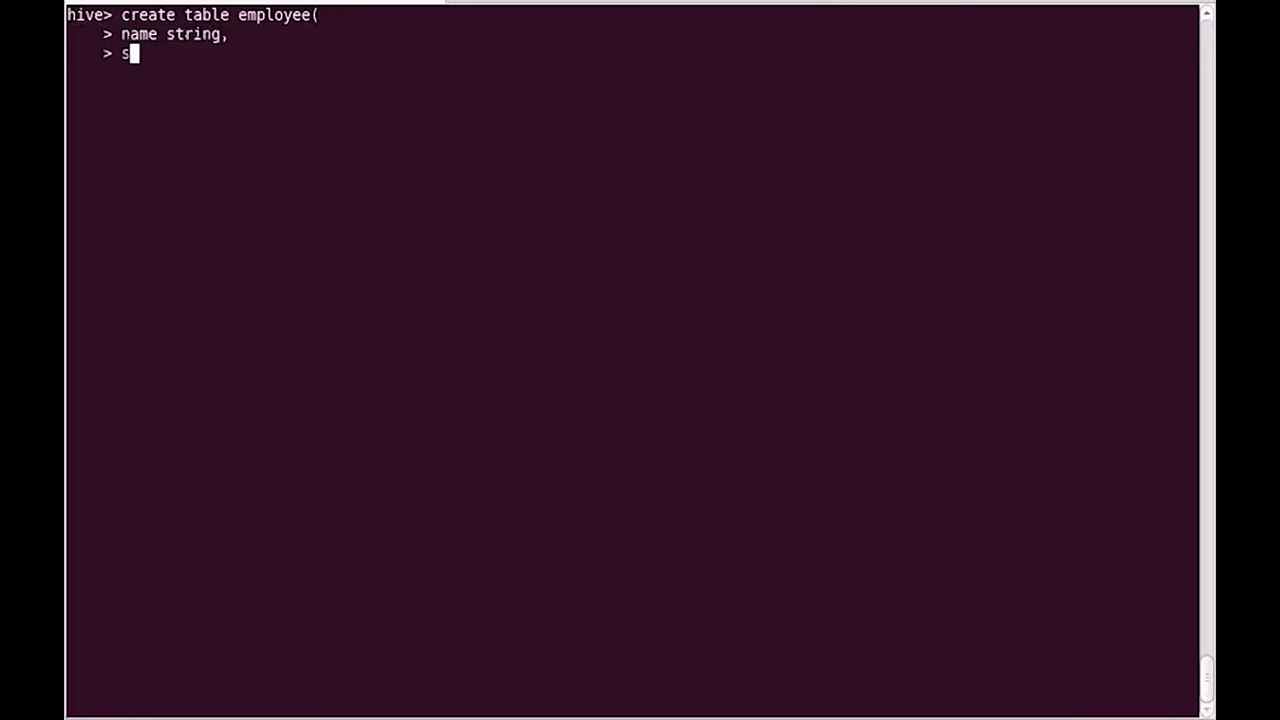 hive> create table employee(
    > name string,
    > s